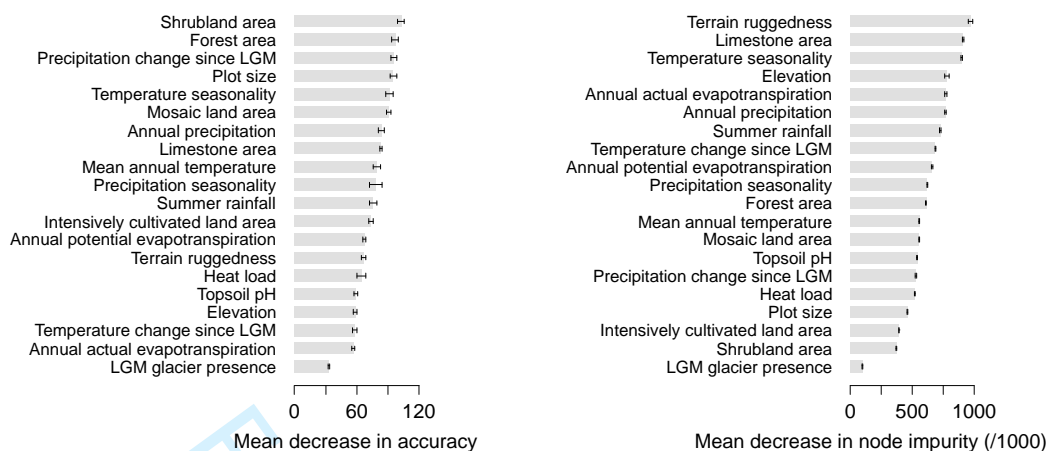 Shrubland area
Forest area
Precipitation change since LGM
Plot size
Temperature seasonality
Mosaic land area
Annual precipitation
Limestone area
Mean annual temperature
Precipitation seasonality
Summer rainfall
Intensively cultivated land area
Annual potential evapotranspiration
Terrain ruggedness
Heat load
Topsoil pH
Elevation
Temperature change since LGM
Annual actual evapotranspiration
LGM glacier presence
0 60 120
Mean decrease in accuracy
Terrain ruggedness
Limestone area
Temperature seasonality
Elevation
Annual actual evapotranspiration
Annual precipitation
Summer rainfall
Temperature change since LGM
Annual potential evapotranspiration
Precipitation seasonality
Forest area
Mean annual temperature
Mosaic land area
Topsoil pH
Precipitation change since LGM
Heat load
Plot size
Intensively cultivated land area
Shrubland area
LGM glacier presence
0 500 1000
Mean decrease in node impurity (/1000)